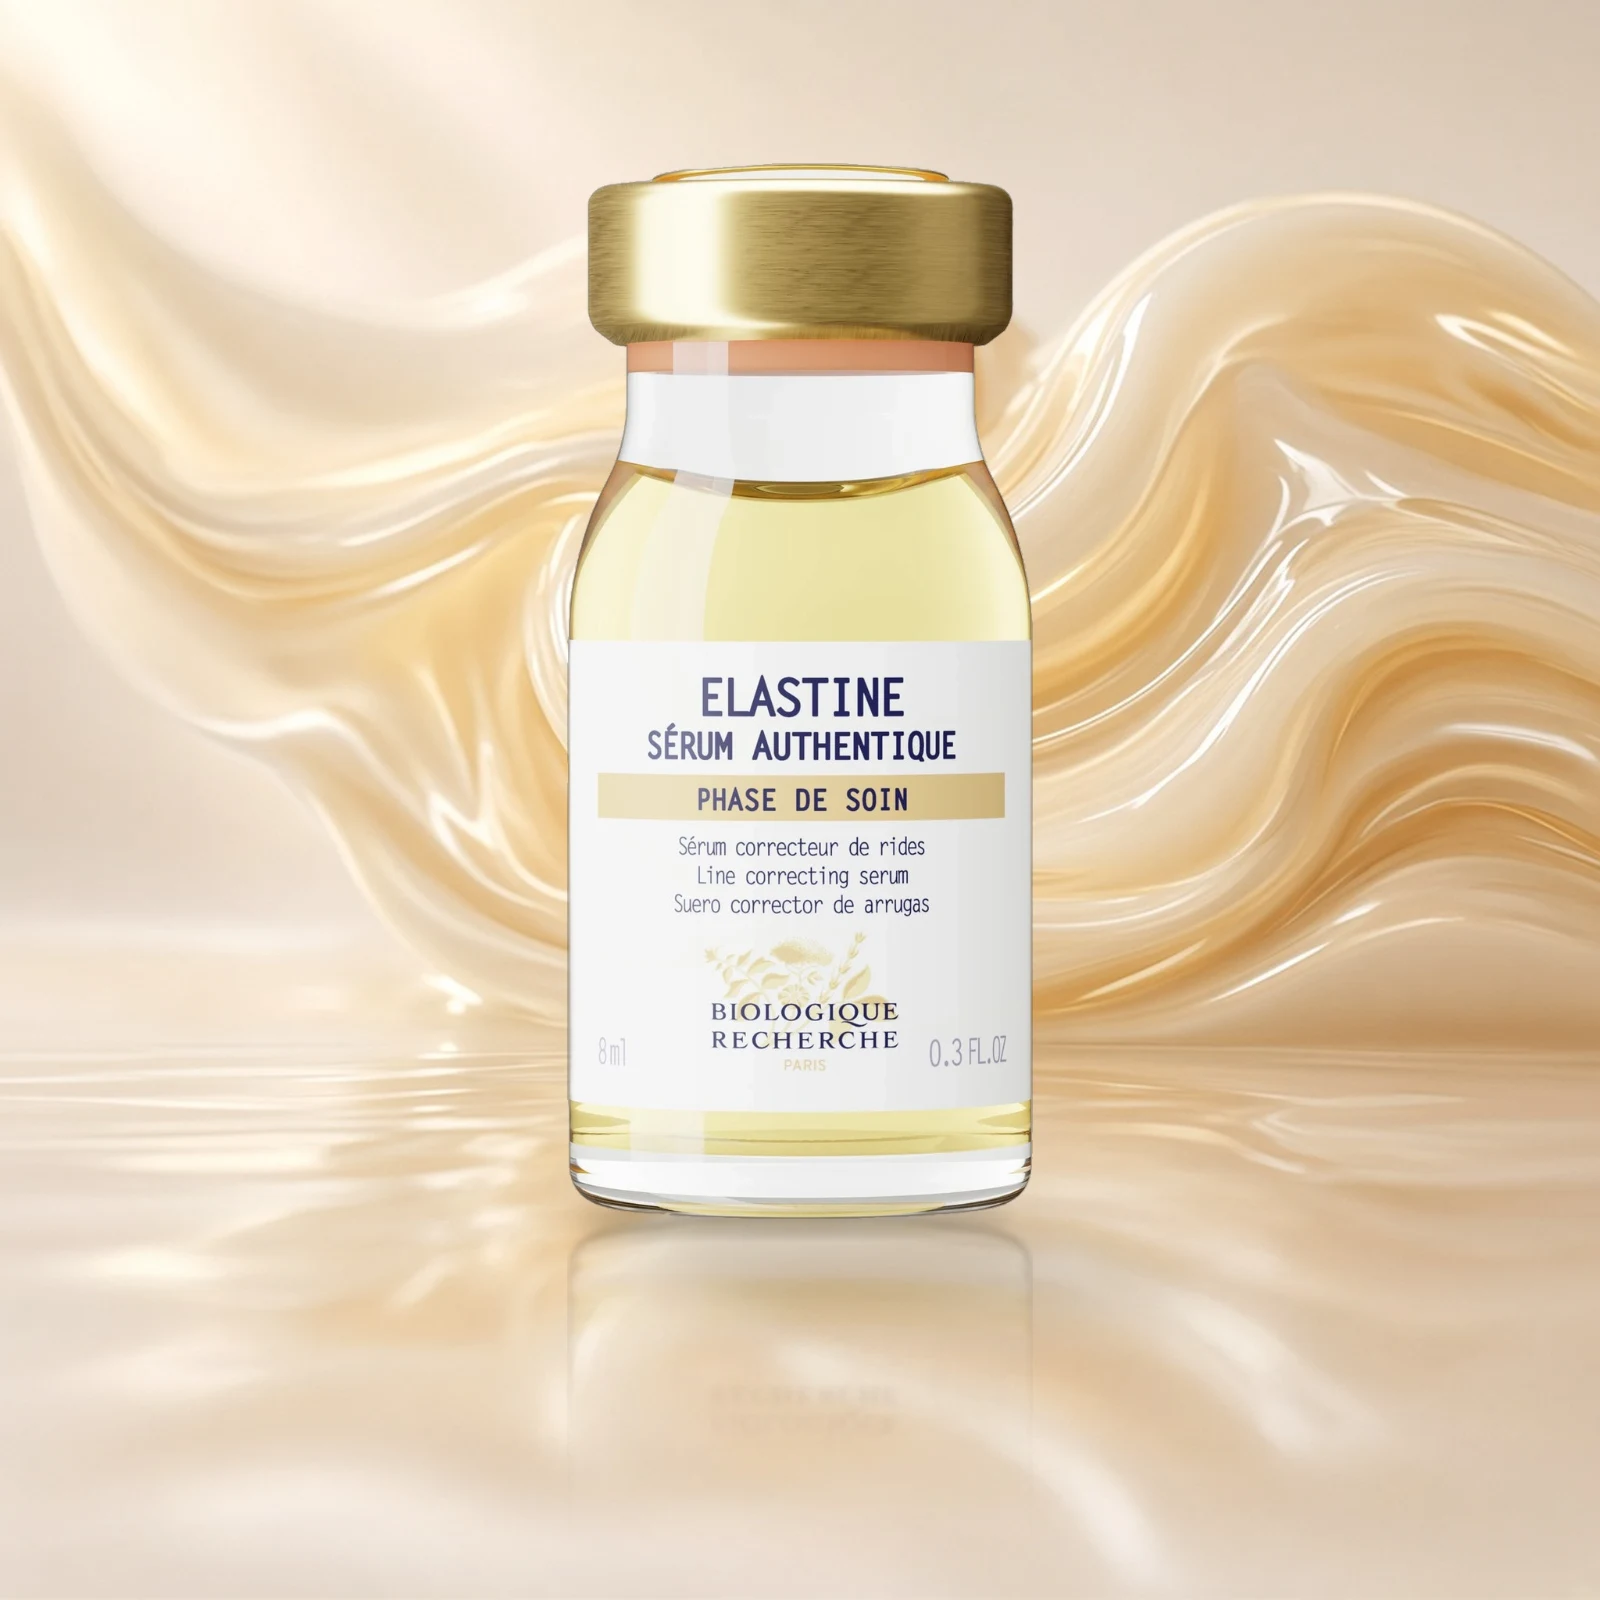 ELASTINE
SÉRUM AUTHENTIQUE
PHASE DE SOIN
Sérum correcteur de rides
Line correcting serum
Suero corrector de arrugas
BIOLOGIQUE
RECHERCHE
PARIS
8ml
0.3 FL.OZ